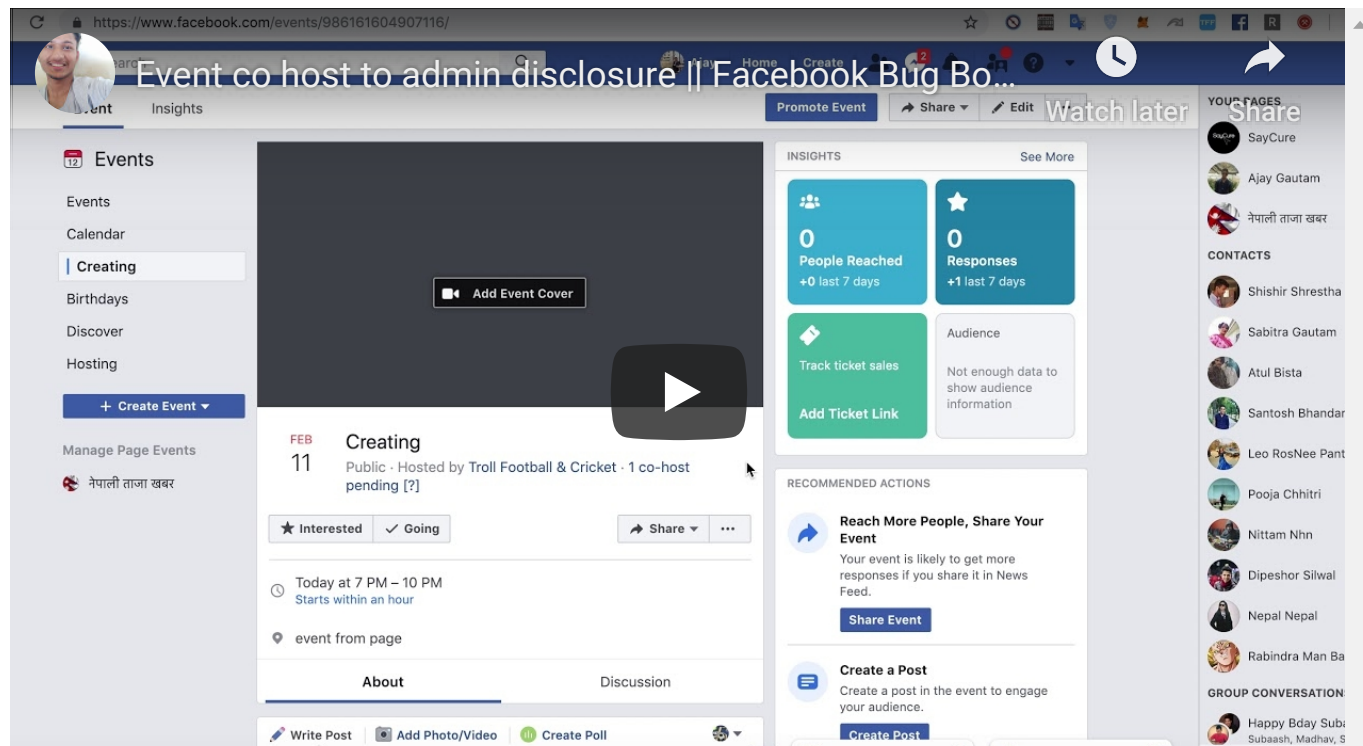 https://www.facebook.com/events/986161604907116/
Event co host to admin disclosure || Facebook Bug Bo...
Home
Create
2
Watch later
Share
Insights
Promote Event
Share
Edit
12
Events
Events
Calendar
Creating
Birthdays
Discover
Hosting
+ Create Event
Manage Page Events
नेपाली ताजा खबर
Add Event Cover
FEB
11
Creating
Public · Hosted by Troll Football & Cricket · 1 co-host
pending [?]
Interested
Going
Share
...
Today at 7 PM – 10 PM
Starts within an hour
event from page
About
Discussion
Write Post
Add Photo/Video
Create Poll
INSIGHTS
See More
0
People Reached
+0 last 7 days
0
Responses
+1 last 7 days
Track ticket sales
Add Ticket Link
Audience
Not enough data to
show audience
information
RECOMMENDED ACTIONS
Reach More People, Share Your
Event
Your event is likely to get more
responses if you share it in News
Feed.
Share Event
Create a Post
Create a post in the event to engage
your audience.
Create Post
YOUR PAGES
SayCure
Ajay Gautam
नेपाली ताजा खबर
CONTACTS
Shishir Shrestha
Sabitra Gautam
Atul Bista
Santosh Bhandar
Leo RosNee Pant
Pooja Chhitri
Nittam Nhn
Dipeshor Silwal
Nepal Nepal
Rabindra Man Ba
GROUP CONVERSATION
Happy Bday Suba
Subaash, Madhav, S